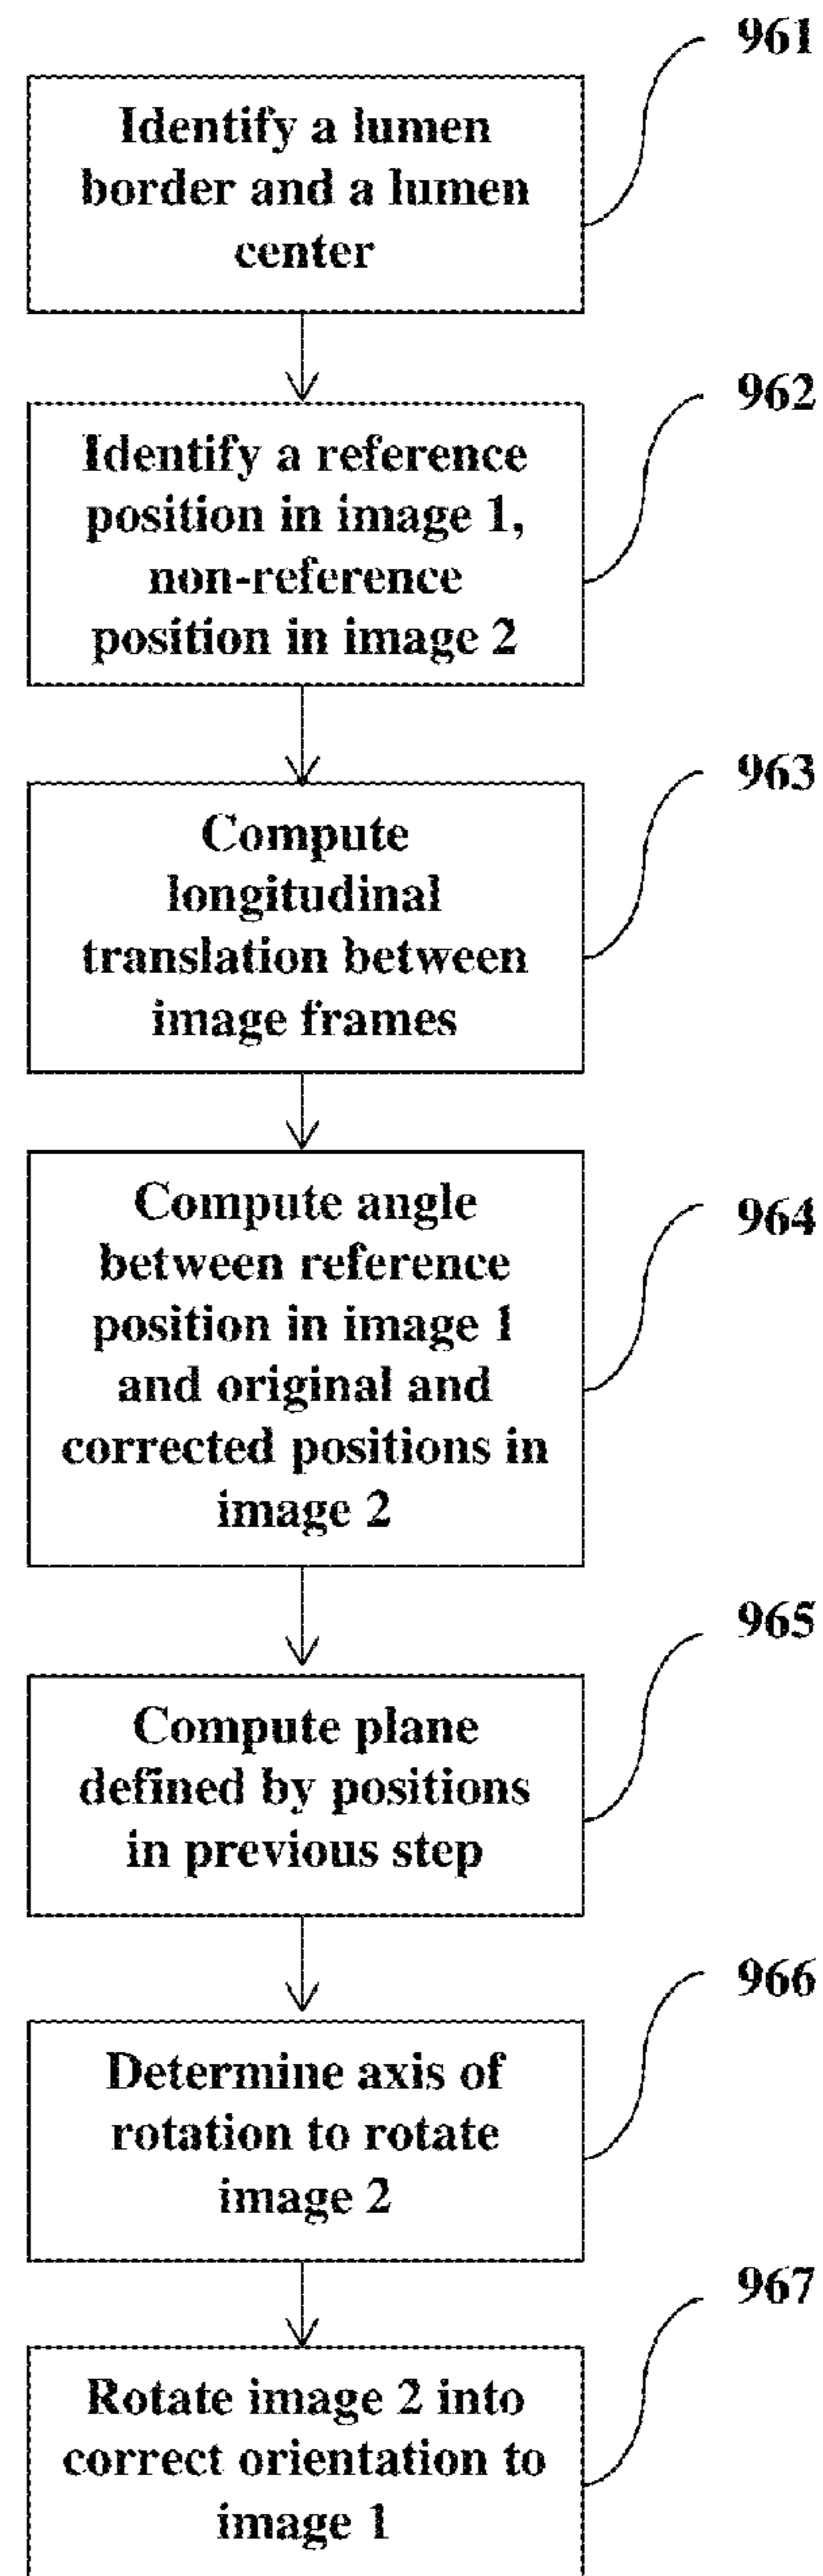 961
Identify a lumen
border and a lumen
center
962
Identify a reference
position in image 1,
non-reference
position in image 2
963
Compute
longitudinal
translation between
image frames
964
Compute angle
between reference
position in image 1
and original and
corrected positions in
image 2
965
Compute plane
defined by positions
in previous step
966
Determine axis of
rotation to rotate
image 2
967
Rotate image 2 into
correct orientation to
image 1